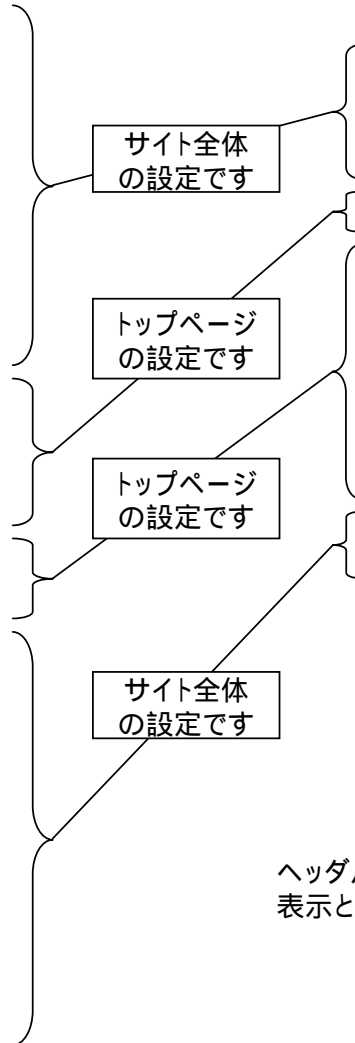 サイト全体
の設定です
トップページ
の設定です
トップページ
の設定です
サイト全体
の設定です
ヘッダ
表示と